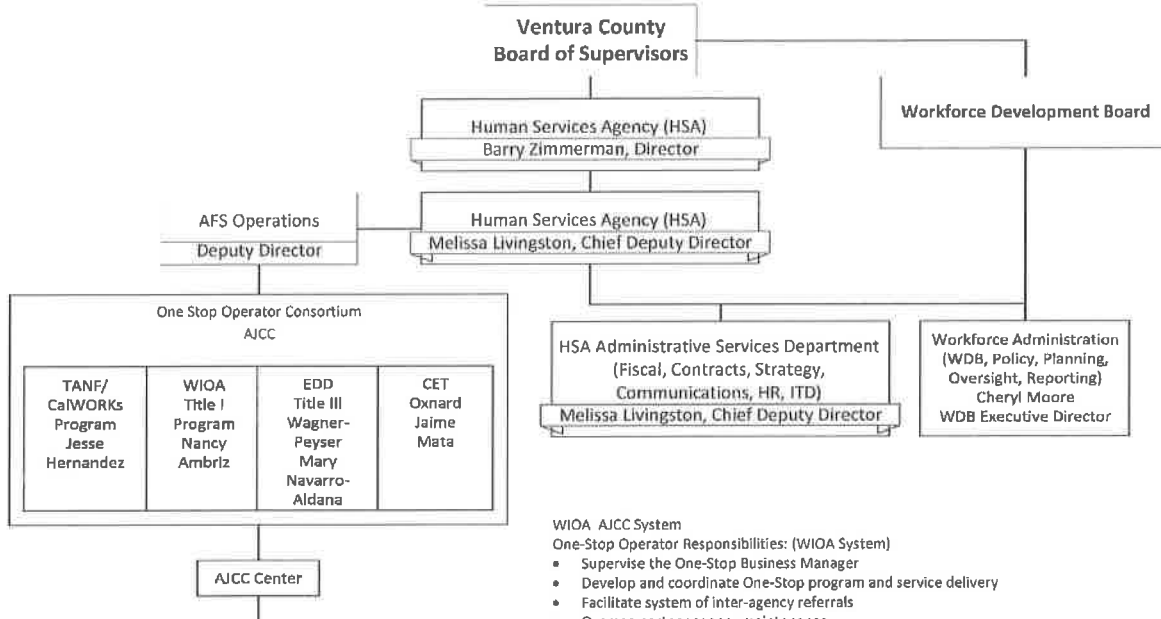 Ventura County
Board of Supervisors
Workforce Development Board
Human Services Agency (HSA)
Barry Zimmerman, Director
AFS Operations
Deputy Director
Human Services Agency (HSA)
Melissa Livingston, Chief Deputy Director
One Stop Operator Consortium
AJCC
TANF/
CalWORKs
Program
Jesse
Hernandez
WIOA
Title I
Program
Nancy
Ambriz
EDD
Title III
Wagner-
Peyser
Mary
Navarro-
Aldana
CET
Oxnard
Jaime
Mata
HSA Administrative Services Department
(Fiscal, Contracts, Strategy,
Communications, HR, ITD)
Melissa Livingston, Chief Deputy Director
Workforce Administration
(WDB, Policy, Planning,
Oversight, Reporting)
Cheryl Moore
WDB Executive Director
AJCC Center
WIOA AJCC System
One-Stop Operator Responsibilities: (WIOA System)
• Supervise the One-Stop Business Manager
• Develop and coordinate One-Stop program and service delivery
• Facilitate system of inter-agency referrals